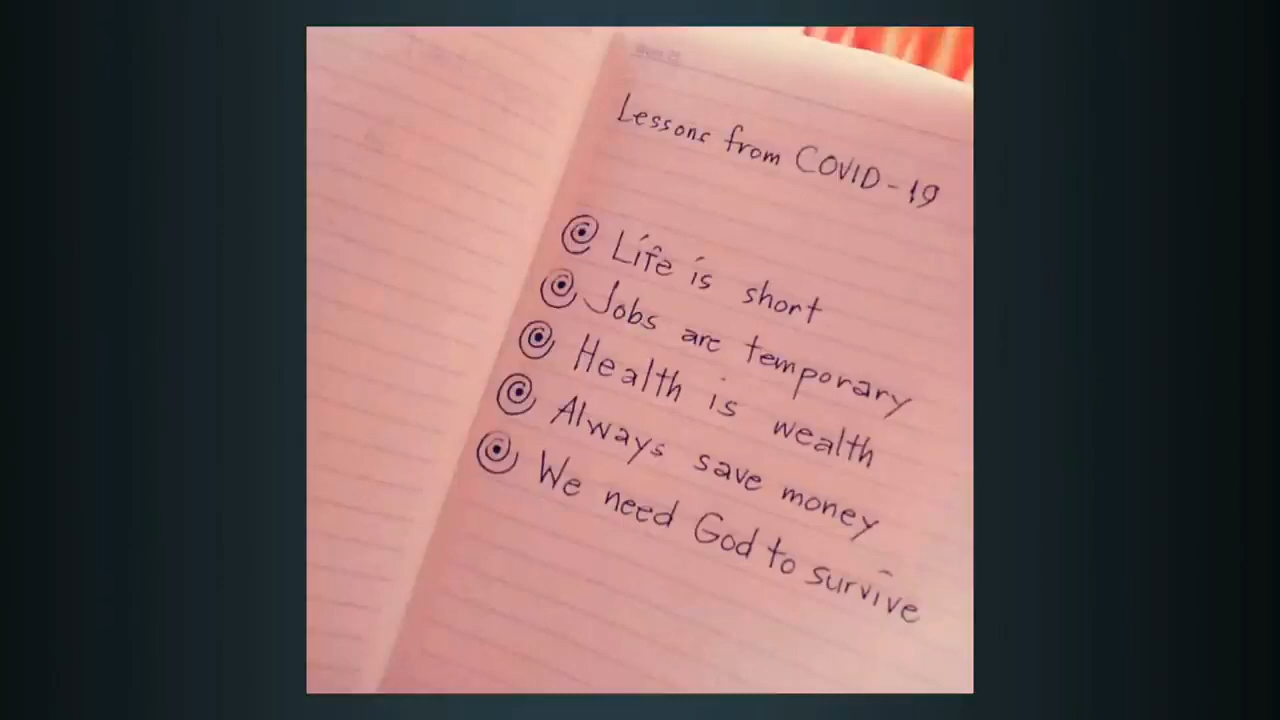 Lessons from COVID-19
Life is short
Jobs are temporary
Health is wealth
Always save money
We need God to survive